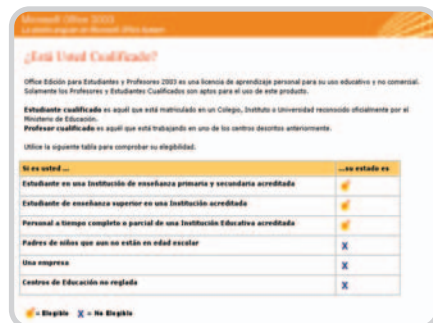 Microsoft Office 2003
¿Está Usted Cualificado?
Office Edición para Estudiantes y Profesores 2003 es una licencia de aprendizaje personal para su uso educativo y no comercial.
Solamente los Profesores y Estudiantes Cualificados son aptos para el uso de este producto.
Estudiante cualificado es aquél que está matriculado en un Colegio, Instituto o Universidad reconocido oficialmente por el
Ministerio de Educación.
Profesor cualificado es aquél que está trabajando en uno de los centros descritos anteriormente.
Utilice la siguiente tabla para comprobar su elegibilidad.
Si es usted ... ...su estado es
Estudiante en una Institución de enseñanza primaria y secundaria acreditada
Estudiante de enseñanza superior en una Institución acreditada
Personal a tiempo completo o parcial de una Institución Educativa acreditada
Padres de niños que aun no están en edad escolar X
Una empresa X
Centros de Educación no reglada X
= Elegible X = No Elegible